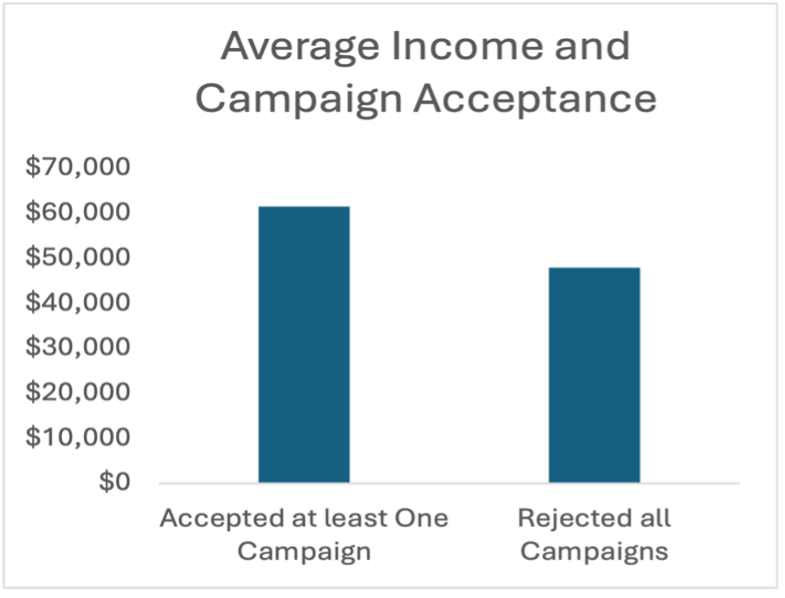 Average Income and
Campaign Acceptance
$70,000
$60,000
$50,000
$40,000
$30,000
$20,000
$10,000
$0
Accepted at least One
Campaign
Rejected all
Campaigns